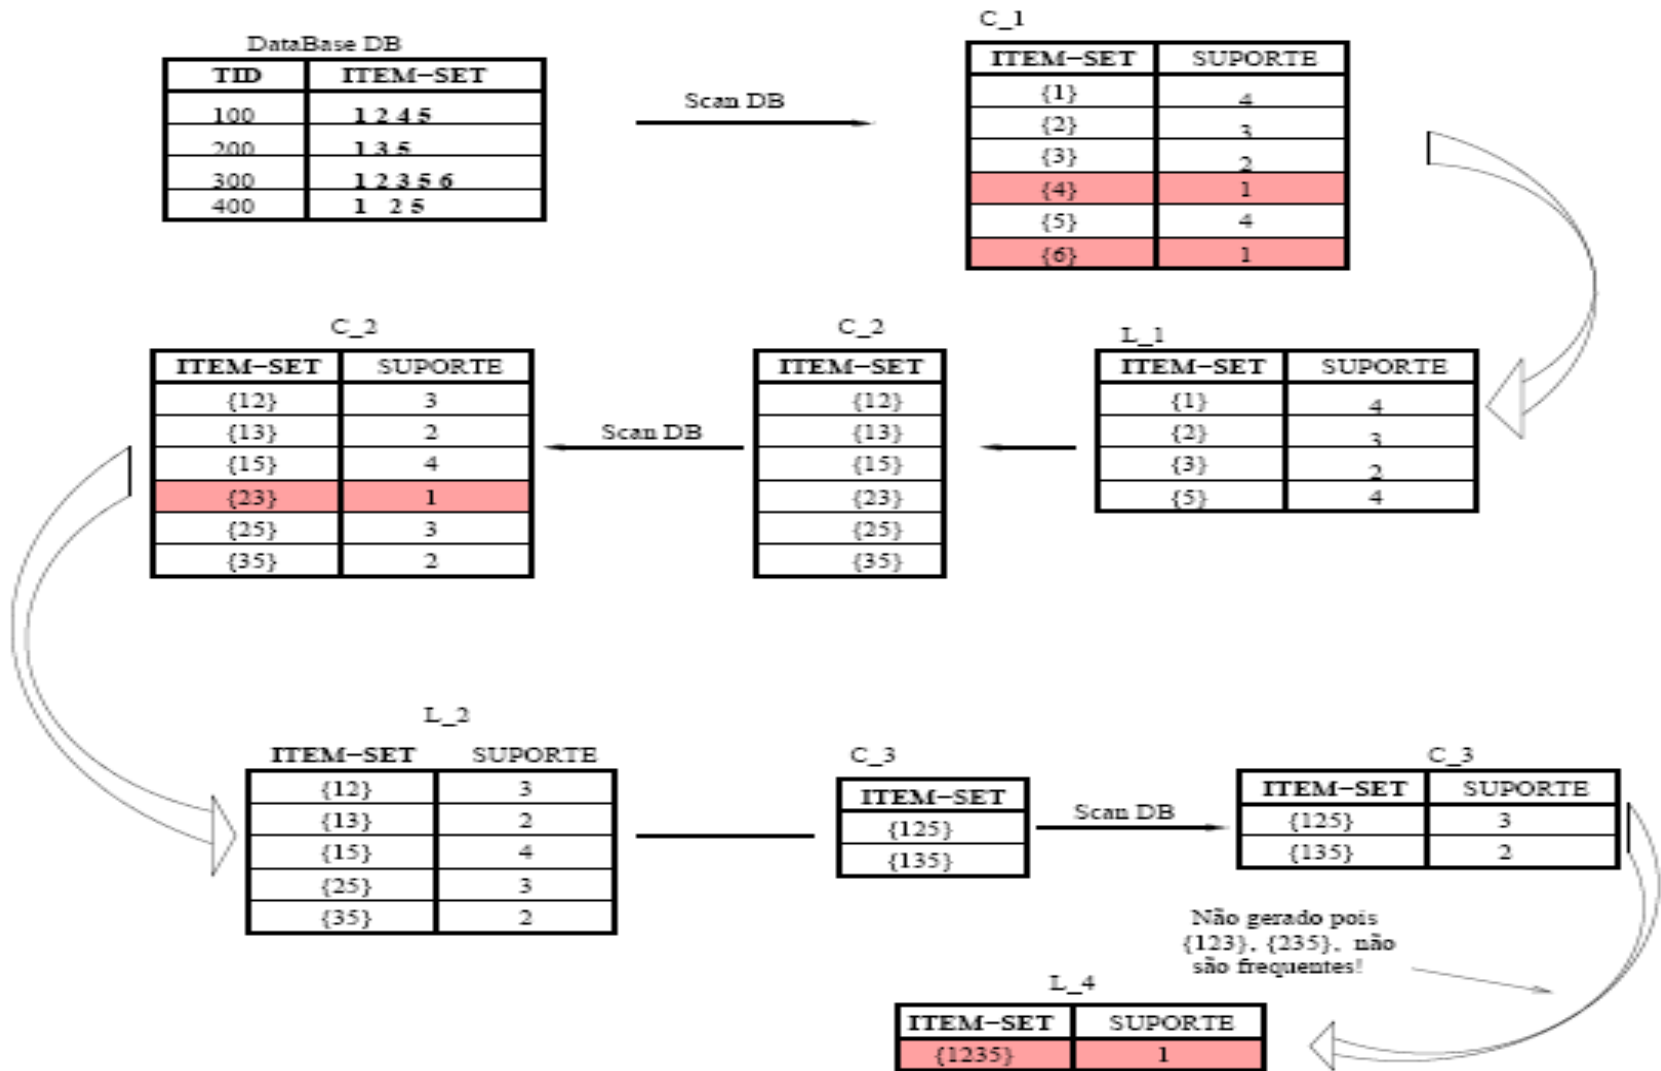 C_1
DataBase DB
TID ITEM-SET
100 1 2 4 5
200 1 3 5
300 1 2 3 5 6
400 1 2 5
Scan DB
ITEM-SET SUPORTE
{1} 4
{2} 3
{3} 2
{4} 1
{5} 4
{6} 1
C_2
ITEM-SET SUPORTE
{12} 3
{13} 2
{15} 4
{23} 1
{25} 3
{35} 2
Scan DB
C_2
ITEM-SET
{12}
{13}
{15}
{23}
{25}
{35}
L_1
ITEM-SET SUPORTE
{1} 4
{2} 3
{3} 2
{5} 4
L_2
ITEM-SET SUPORTE
{12} 3
{13} 2
{15} 4
{25} 3
{35} 2
C_3
ITEM-SET
{125}
{135}
Scan DB
C_3
ITEM-SET SUPORTE
{125} 3
{135} 2
Não gerado pois
{123}, {235}, não
são frequentes!
L_4
ITEM-SET SUPORTE
{1235} 1